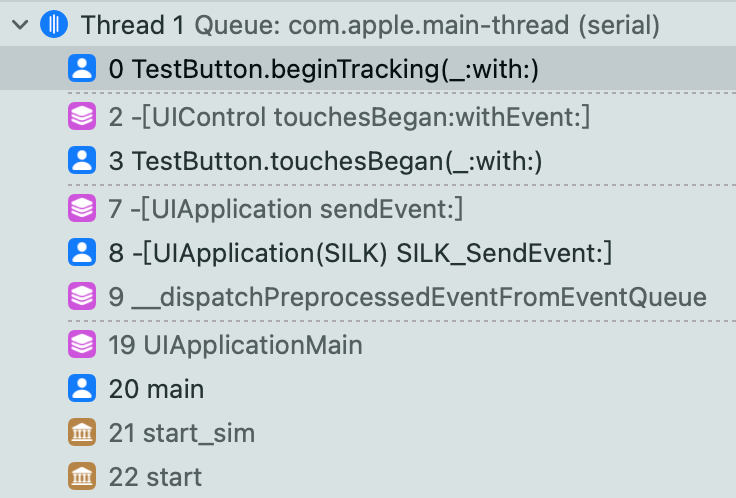 Thread 1 Queue: com.apple.main-thread (serial)
0 TestButton.beginTracking(_:with:)
2 -[UIControl touchesBegan:withEvent:]
3 TestButton.touchesBegan(_:with:)
7 -[UIApplication sendEvent:]
8 -[UIApplication(SILK) SILK_SendEvent:]
9 __dispatchPreprocessedEventFromEventQueue
19 UIApplicationMain
20 main
21 start_sim
22 start